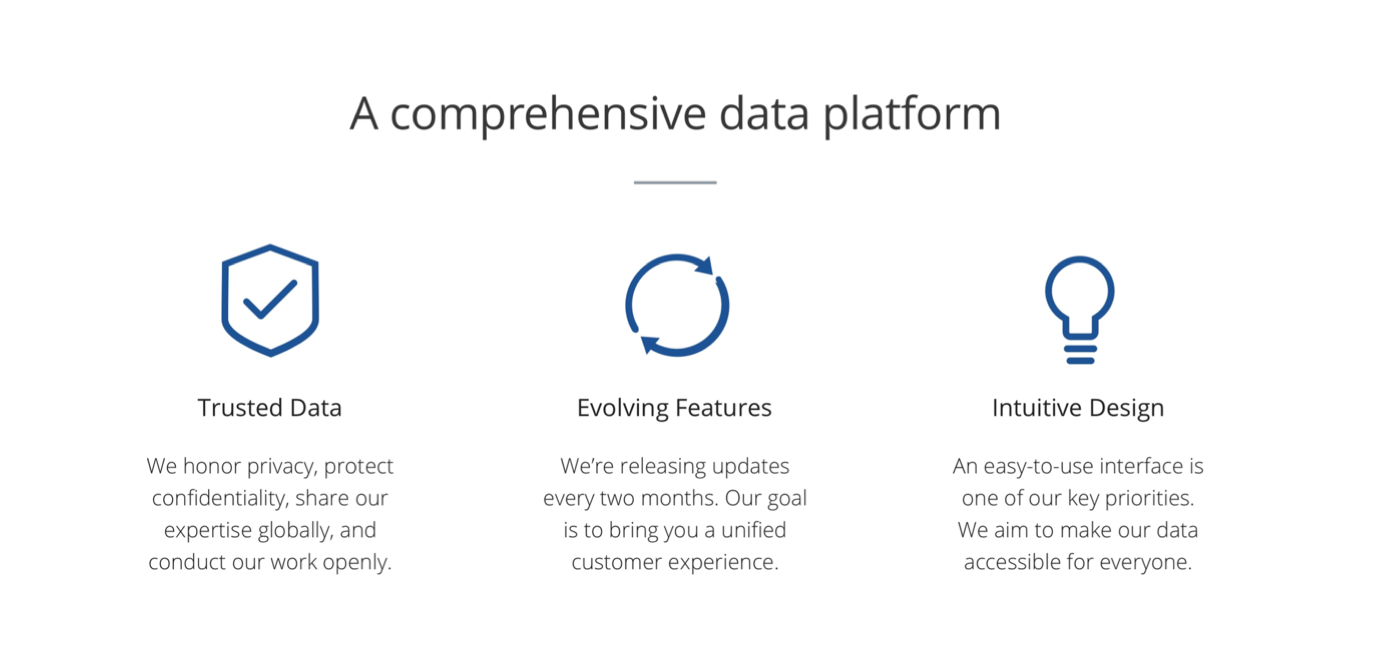 A comprehensive data platform
Trusted Data
We honor privacy, protect
confidentiality, share our
expertise globally, and
conduct our work openly.
Evolving Features
We’re releasing updates
every two months. Our goal
is to bring you a unified
customer experience.
Intuitive Design
An easy-to-use interface is
one of our key priorities.
We aim to make our data
accessible for everyone.